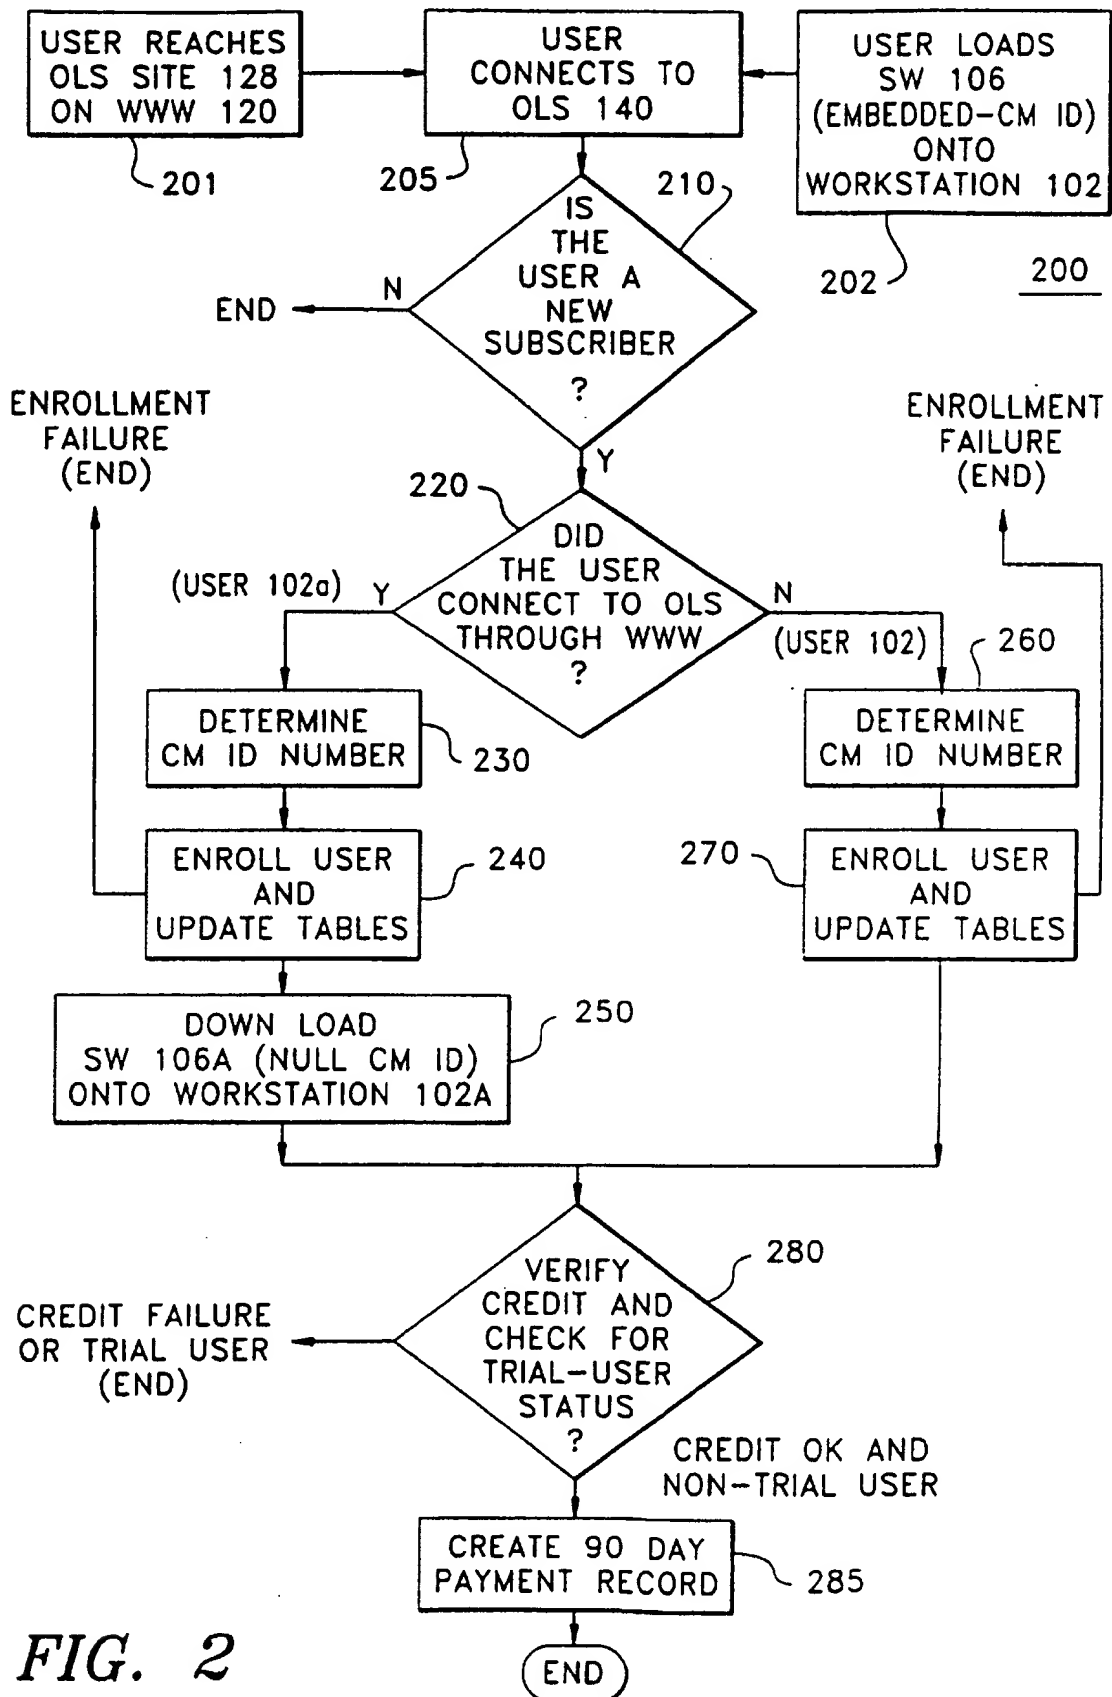 USER REACHES
OLS SITE 128
ON WWW 120
201
USER
CONNECTS TO
OLS 140
205
USER LOADS
SW 106
(EMBEDDED-CM ID)
ONTO
WORKSTATION 102
202
200
210
IS
THE
USER A
NEW
SUBSCRIBER
?
N
END
Y
ENROLLMENT
FAILURE
(END)
ENROLLMENT
FAILURE
(END)
220
DID
THE USER
CONNECT TO OLS
THROUGH WWW
?
(USER 102a)
Y
N
(USER 102)
DETERMINE
CM ID NUMBER
230
260
DETERMINE
CM ID NUMBER
ENROLL USER
AND
UPDATE TABLES
240
270
ENROLL USER
AND
UPDATE TABLES
DOWN LOAD
SW 106A (NULL CM ID)
ONTO WORKSTATION 102A
250
VERIFY
CREDIT AND
CHECK FOR
TRIAL-USER
STATUS
?
280
CREDIT FAILURE
OR TRIAL USER
(END)
CREDIT OK AND
NON-TRIAL USER
CREATE 90 DAY
PAYMENT RECORD
285
END
FIG. 2